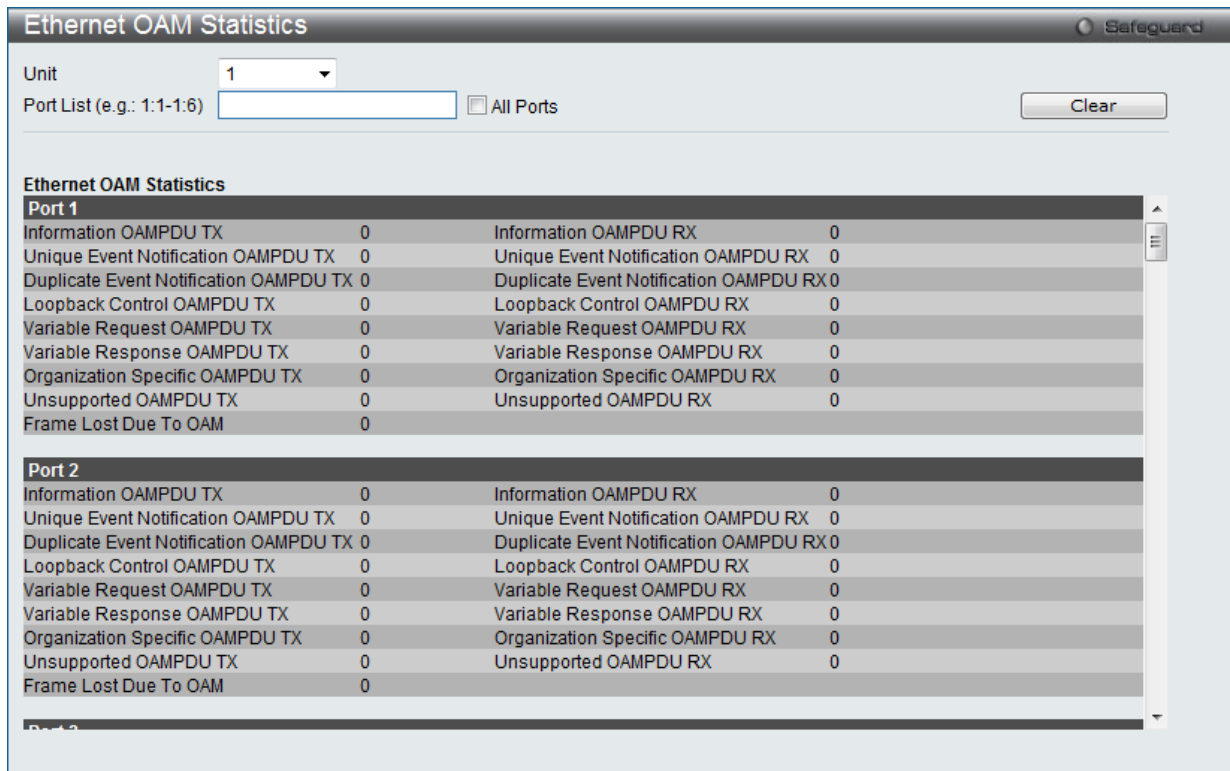 Ethernet OAM Statistics Safeguard
Unit 1
Port List (e.g.: 1:1-1:6) All Ports Clear
Ethernet OAM Statistics
Port 1
Information OAMPDU TX 0 Information OAMPDU RX 0
Unique Event Notification OAMPDU TX 0 Unique Event Notification OAMPDU RX 0
Duplicate Event Notification OAMPDU TX 0 Duplicate Event Notification OAMPDU RX 0
Loopback Control OAMPDU TX 0 Loopback Control OAMPDU RX 0
Variable Request OAMPDU TX 0 Variable Request OAMPDU RX 0
Variable Response OAMPDU TX 0 Variable Response OAMPDU RX 0
Organization Specific OAMPDU TX 0 Organization Specific OAMPDU RX 0
Unsupported OAMPDU TX 0 Unsupported OAMPDU RX 0
Frame Lost Due To OAM 0
Port 2
Information OAMPDU TX 0 Information OAMPDU RX 0
Unique Event Notification OAMPDU TX 0 Unique Event Notification OAMPDU RX 0
Duplicate Event Notification OAMPDU TX 0 Duplicate Event Notification OAMPDU RX 0
Loopback Control OAMPDU TX 0 Loopback Control OAMPDU RX 0
Variable Request OAMPDU TX 0 Variable Request OAMPDU RX 0
Variable Response OAMPDU TX 0 Variable Response OAMPDU RX 0
Organization Specific OAMPDU TX 0 Organization Specific OAMPDU RX 0
Unsupported OAMPDU TX 0 Unsupported OAMPDU RX 0
Frame Lost Due To OAM 0